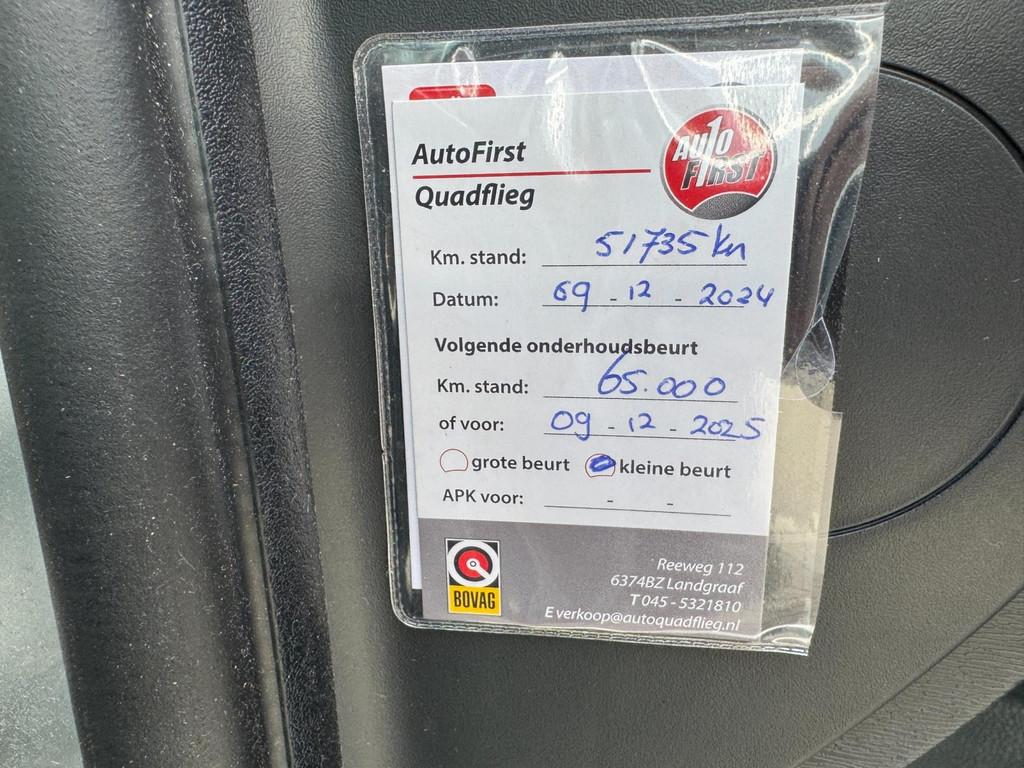 AutoFirst
Quadflieg
AUTO
F1RST
Km. stand: 51735 km
Datum: 09 - 12 - 2024
Volgende onderhoudsbeurt
Km. stand: 65.000
of voor: 09 - 12 - 2025
grote beurt kleine beurt
APK voor: - -
BOVAG
Reeweg 112
6374BZ Landgraaf
T 045 - 5321810
E verkoop@autoquadflieg.nl